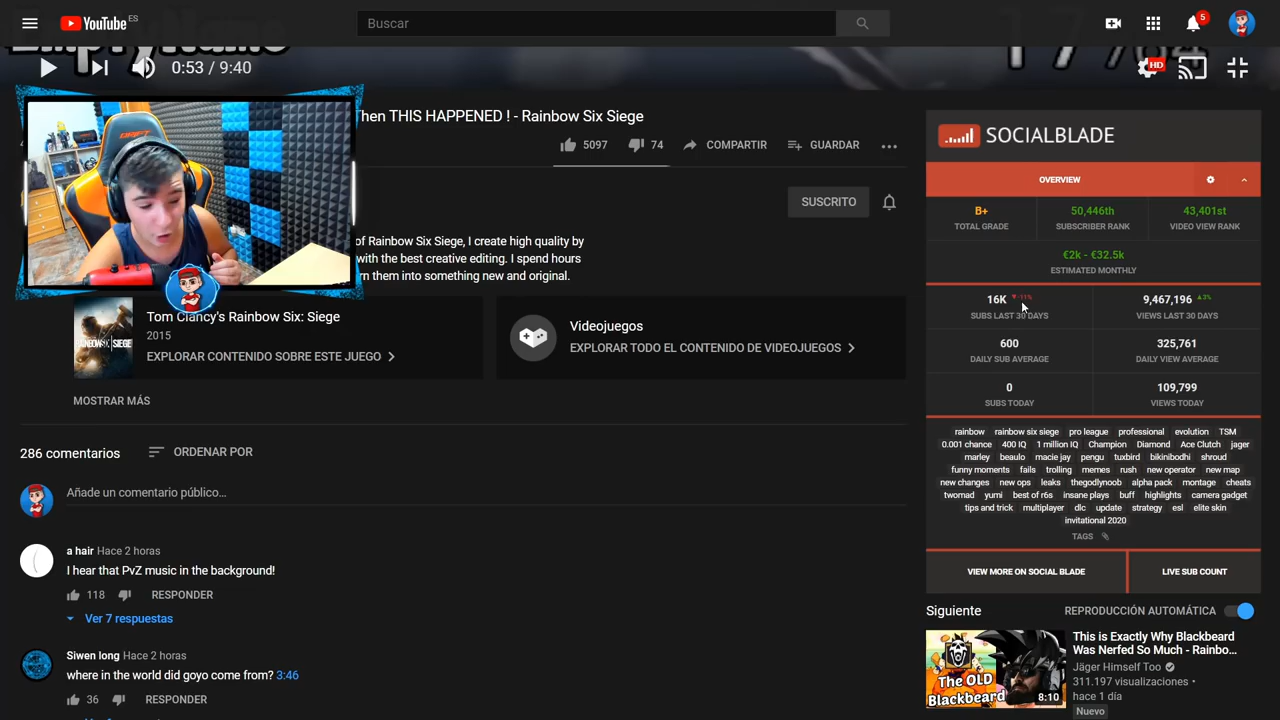 YouTube ES
Buscar
5
0:53 / 9:40
HD
Then THIS HAPPENED ! - Rainbow Six Siege
5097
74
COMPARTIR
GUARDAR
SUSCRITO
of Rainbow Six Siege, I create high quality by
with the best creative editing. I spend hours
them into something new and original.
DRIFT
RAINBOW SIEGE
Tom Clancy's Rainbow Six: Siege
2015
EXPLORAR CONTENIDO SOBRE ESTE JUEGO
Videojuegos
EXPLORAR TODO EL CONTENIDO DE VIDEOJUEGOS
MOSTRAR MÁS
286 comentarios
ORDENAR POR
Añade un comentario público...
a hair Hace 2 horas
I hear that PvZ music in the background!
118
RESPONDER
Ver 7 respuestas
Siwen long Hace 2 horas
where in the world did goyo come from? 3:46
36
RESPONDER
SOCIALBLADE
OVERVIEW
B+
TOTAL GRADE
50,446th
SUBSCRIBER RANK
43,401st
VIDEO VIEW RANK
€2k - €32.5k
ESTIMATED MONTHLY
16K -11%
SUBS LAST 30 DAYS
9,467,196 3%
VIEWS LAST 30 DAYS
600
DAILY SUB AVERAGE
325,761
DAILY VIEW AVERAGE
0
SUBS TODAY
109,799
VIEWS TODAY
rainbow rainbow six siege pro league professional evolution TSM
0.001 chance 400 IQ 1 million IQ Champion Diamond Ace Clutch jager
marley beaulo macie jay pengu tuxbird bikinibodhi shroud
funny moments fails trolling memes rush new operator new map
new changes new ops leaks thegodlynoob alpha pack montage cheats
twomad yumi best of r6s insane plays buff highlights camera gadget
tips and trick multiplayer dlc update strategy esl elite skin
invitational 2020
TAGS
VIEW MORE ON SOCIAL BLADE
LIVE SUB COUNT
Siguiente
REPRODUCCIÓN AUTOMÁTICA
The OLD
Blackbeard
8:10
This is Exactly Why Blackbeard
Was Nerfed So Much - Rainbo...
Jäger Himself Too
311.197 visualizaciones •
hace 1 día
Nuevo